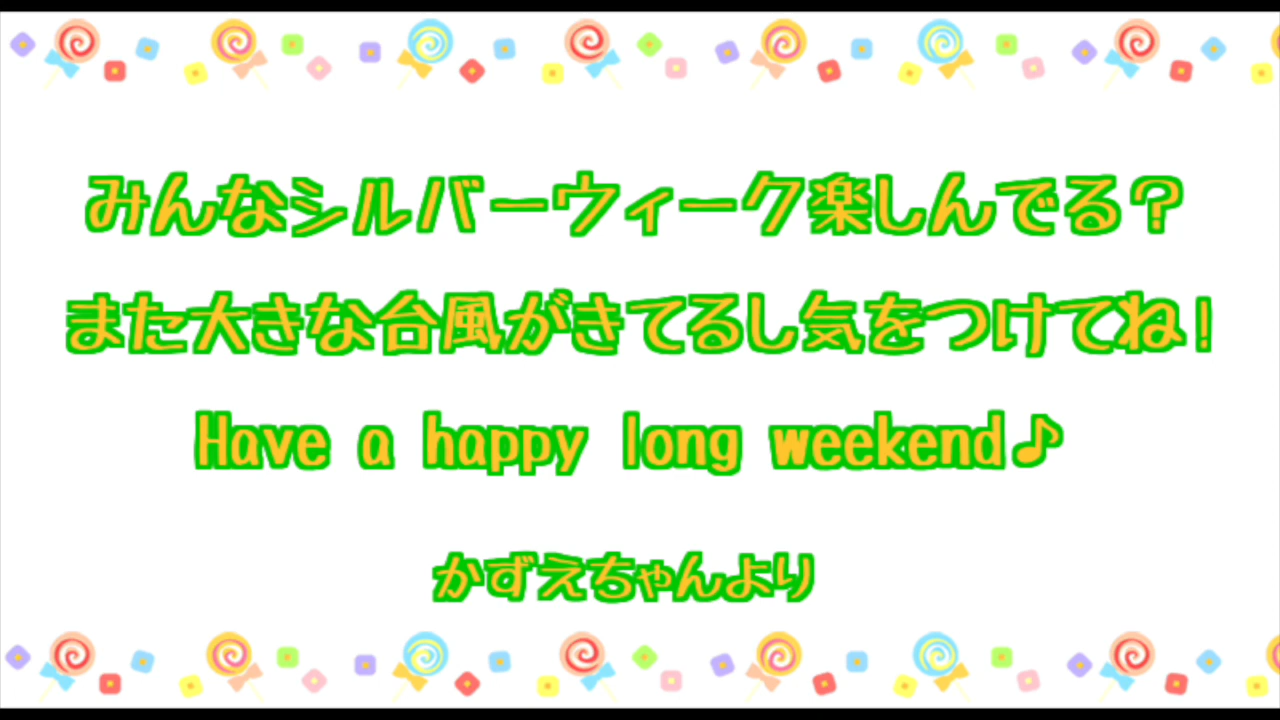 みんなシルバーウィーク楽しんでる？
また大きな台風がきてるし気をつけてね！
Have a happy long weekend♪
かずえちゃんより